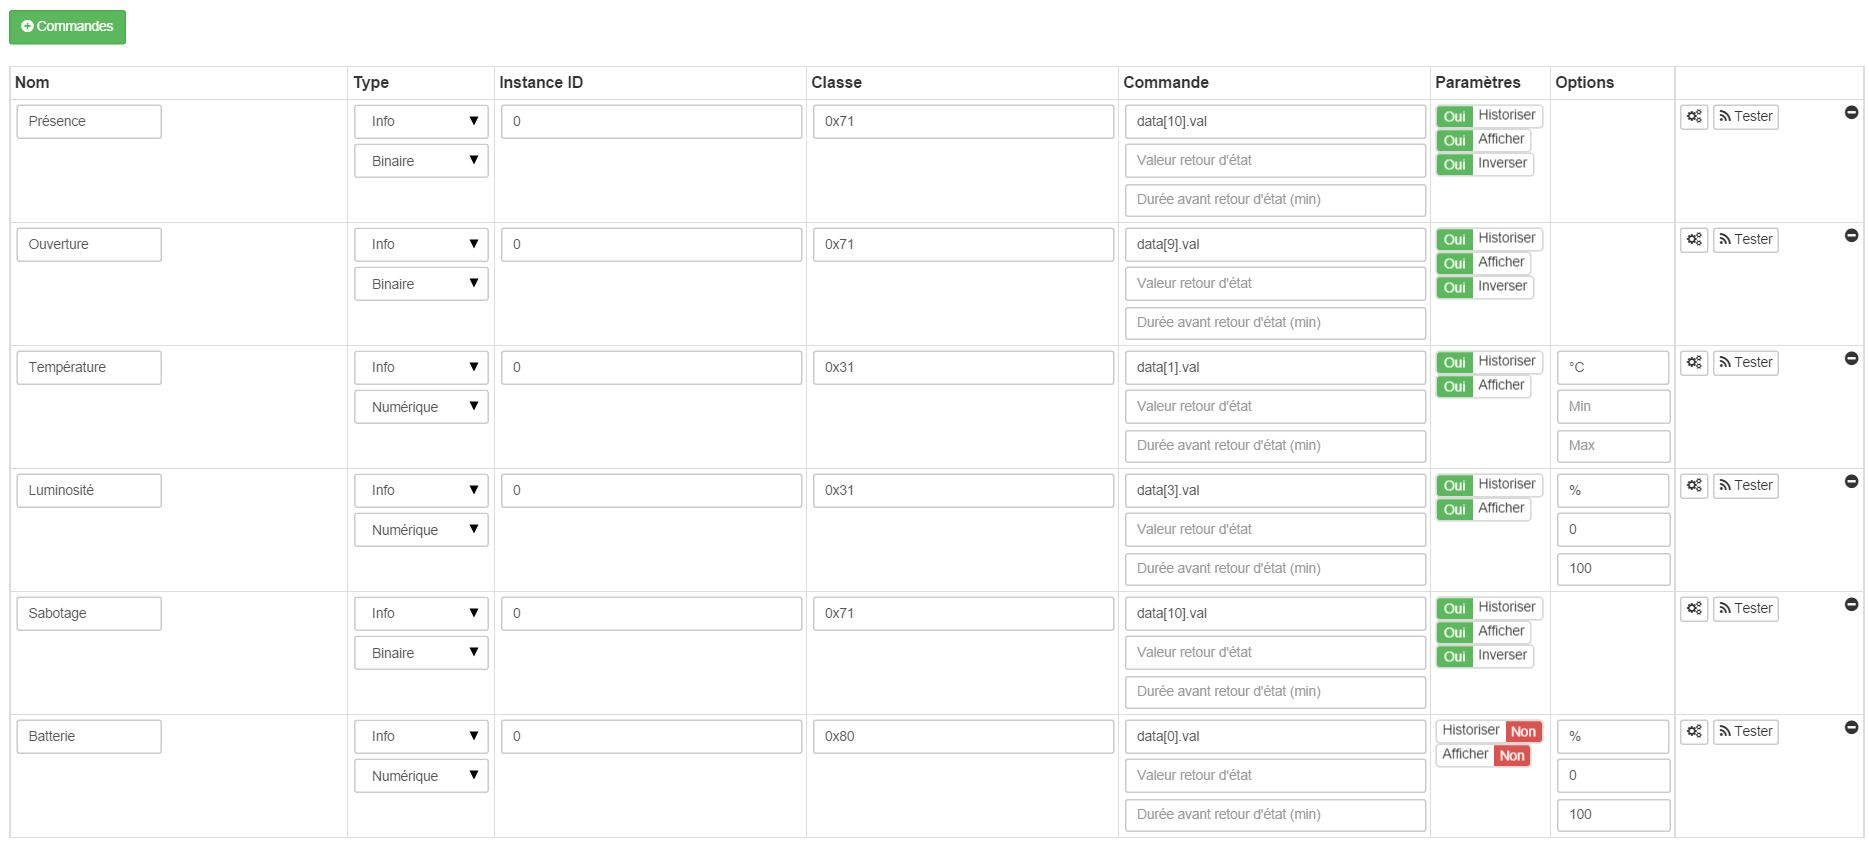 Commandes
Nom Type Instance ID Classe Commande Paramètres Options
Présence Info 0 0x71 data[10].val Oui Historiser Tester
Oui Afficher
Binaire Valeur retour d'état Oui Inverser
Durée avant retour d'état (min)
Ouverture Info 0 0x71 data[9].val Oui Historiser Tester
Oui Afficher
Binaire Valeur retour d'état Oui Inverser
Durée avant retour d'état (min)
Température Info 0 0x31 data[1].val Oui Historiser °C Tester
Oui Afficher
Numérique Valeur retour d'état Min
Durée avant retour d'état (min) Max
Luminosité Info 0 0x31 data[3].val Oui Historiser % Tester
Oui Afficher
Numérique Valeur retour d'état 0
Durée avant retour d'état (min) 100
Sabotage Info 0 0x71 data[10].val Oui Historiser Tester
Oui Afficher
Binaire Valeur retour d'état Oui Inverser
Durée avant retour d'état (min)
Batterie Info 0 0x80 data[0].val Historiser Non % Tester
Afficher Non
Numérique Valeur retour d'état 0
Durée avant retour d'état (min) 100